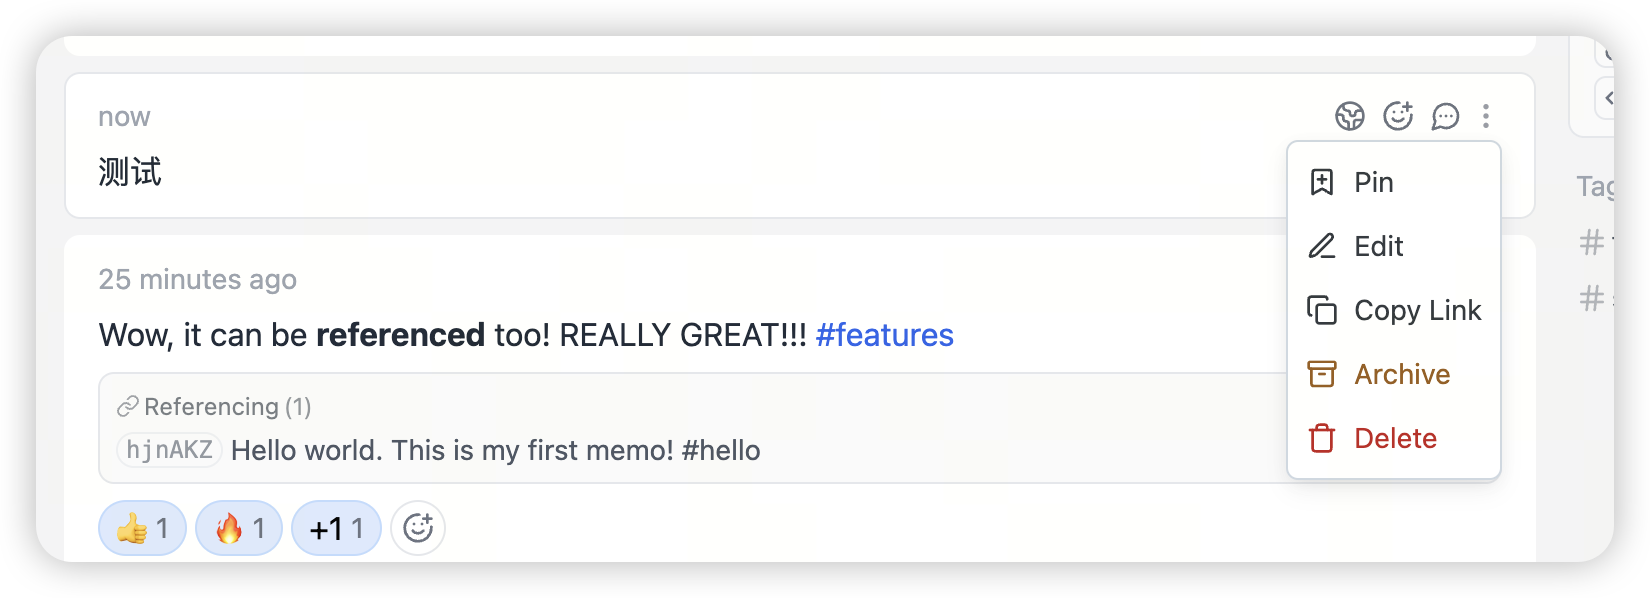 now
测试
Pin
Edit
Copy Link
Archive
Delete
25 minutes ago
Wow, it can be referenced too! REALLY GREAT!!! #features
Referencing (1)
hjnAKZ Hello world. This is my first memo! #hello
👍 1 🔥 1 +1 1
Tag
#
#